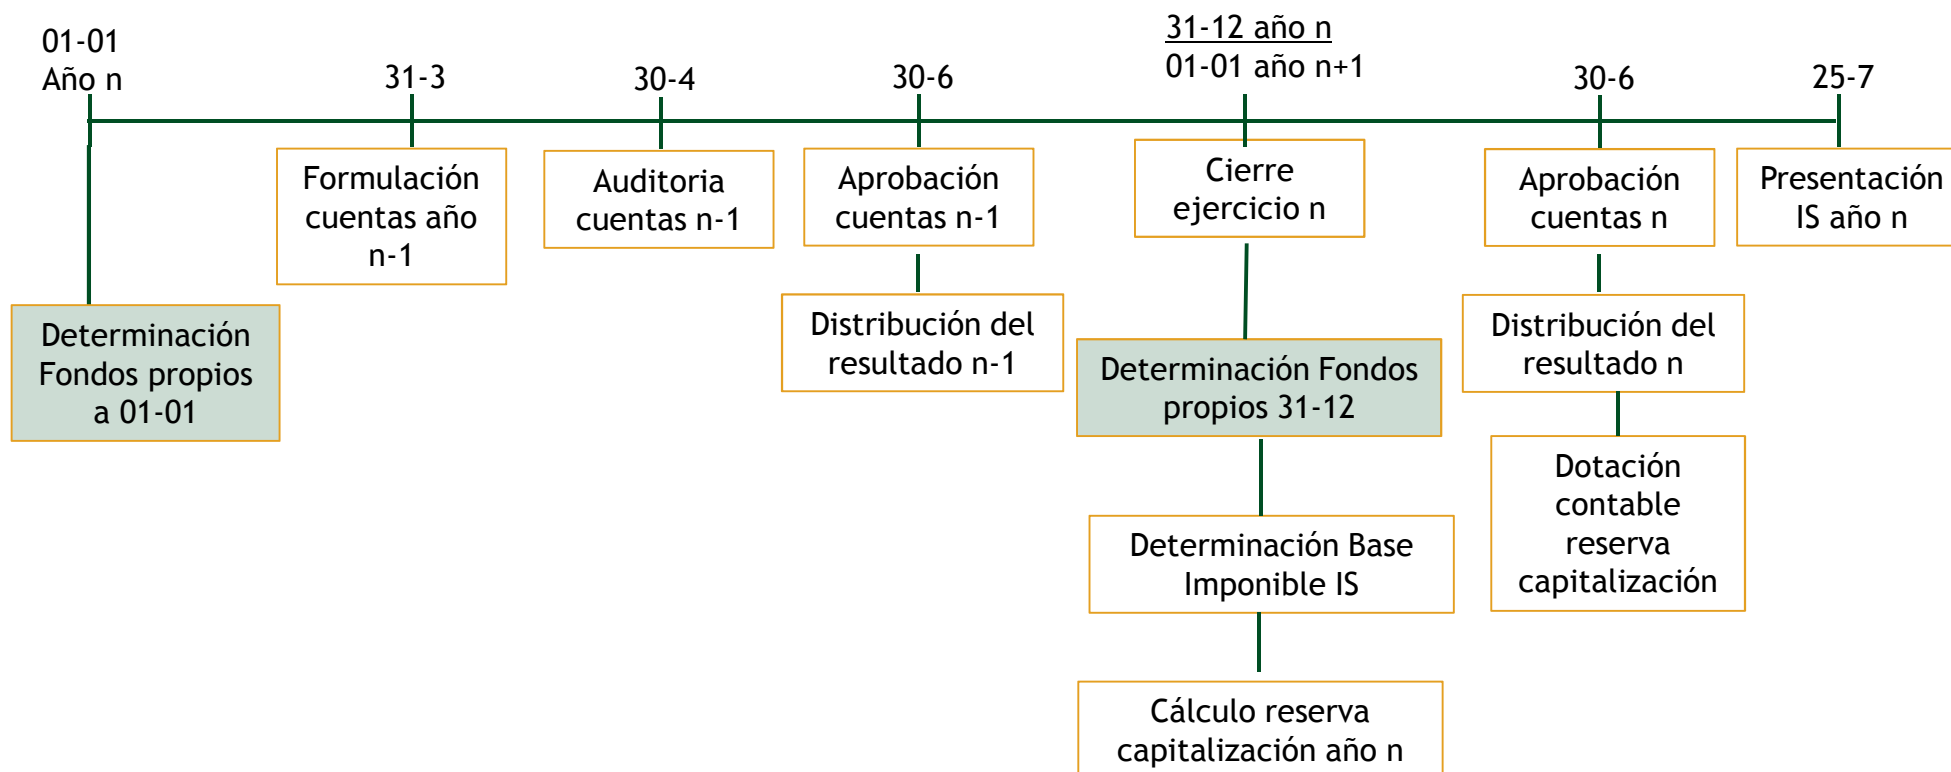 01-01
Año n
31-3
30-4
30-6
31-12 año n
01-01 año n+1
30-6
25-7
Determinación
Fondos propios
a 01-01
Formulación
cuentas año
n-1
Auditoria
cuentas n-1
Aprobación
cuentas n-1
Distribución del
resultado n-1
Cierre
ejercicio n
Determinación Fondos
propios 31-12
Determinación Base
Imponible IS
Cálculo reserva
capitalización año n
Aprobación
cuentas n
Distribución del
resultado n
Dotación
contable
reserva
capitalización
Presentación
IS año n